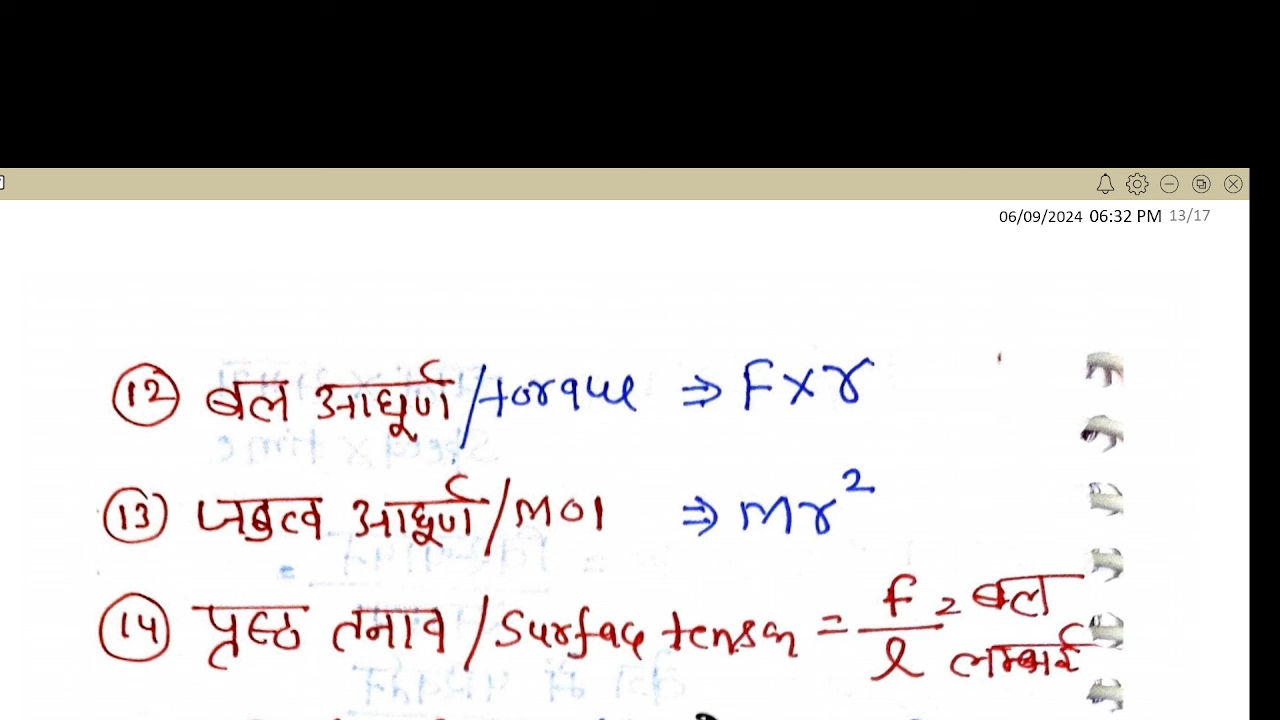 06/09/2024 06:32 PM 13/17
12 बल आघूर्ण/torque ⇒ F×r
13 जड़त्व आघूर्ण/MOI ⇒ mr²
14 पृष्ठ तनाव / Surface tension = F/l = बल/लम्बाई